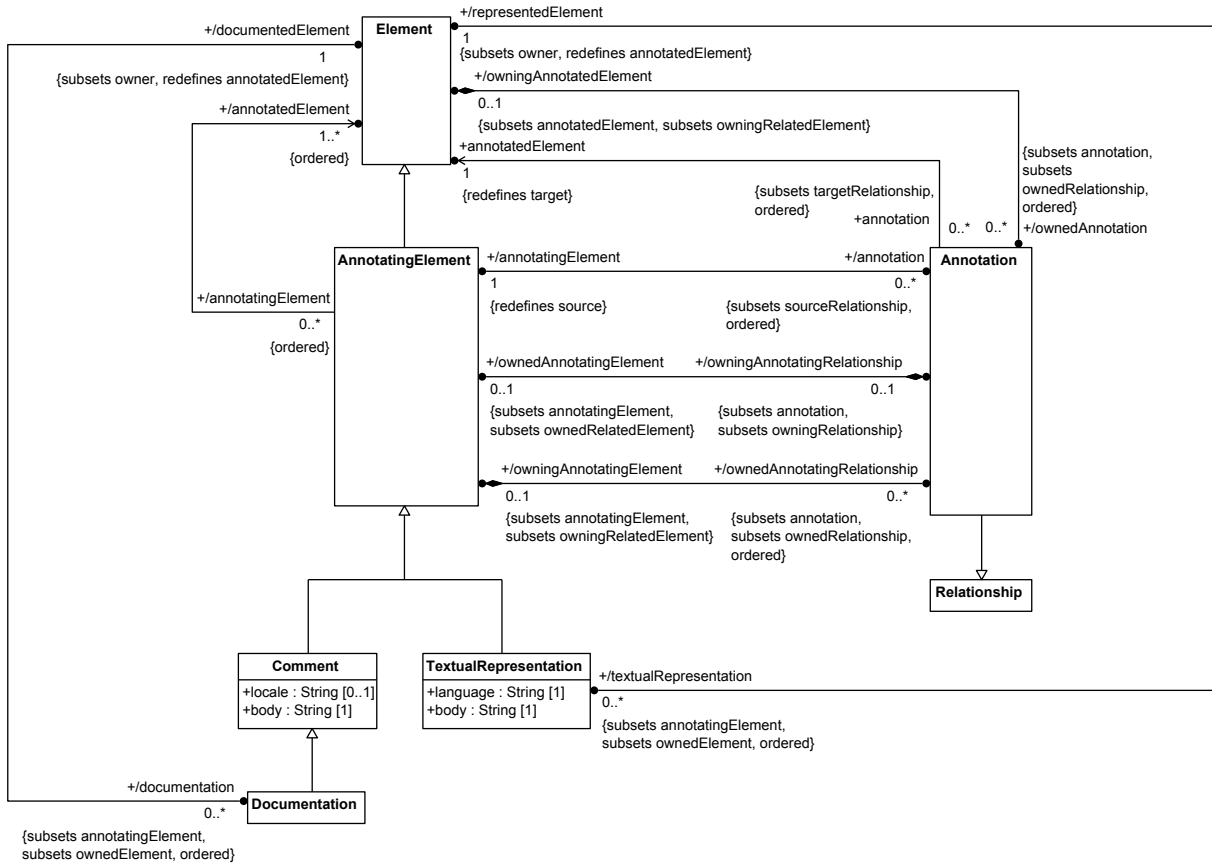 +/representedElement
Element
+/documentedElement
1
1
{subsets owner, redefines annotatedElement}
{subsets owner, redefines annotatedElement}
+/owningAnnotatedElement
0..1
{subsets annotatedElement, subsets owningRelatedElement}
+/annotatedElement
1..*
{ordered}
+annotatedElement
1
{redefines target}
{subsets annotation,
subsets
ownedRelationship,
ordered}
+/ownedAnnotation
0..*
{subsets targetRelationship,
ordered}
+annotation
0..*
AnnotatingElement
Annotation
+/annotatingElement
1
{redefines source}
+/annotation
0..*
{subsets sourceRelationship,
ordered}
+/annotatingElement
0..*
{ordered}
+/ownedAnnotatingElement
0..1
{subsets annotatingElement,
subsets ownedRelatedElement}
+/owningAnnotatingRelationship
0..1
{subsets annotation,
subsets owningRelationship}
+/owningAnnotatingElement
0..1
{subsets annotatingElement,
subsets owningRelatedElement}
+/ownedAnnotatingRelationship
0..*
{subsets annotation,
subsets ownedRelationship,
ordered}
Relationship
Comment
+locale : String [0..1]
+body : String [1]
TextualRepresentation
+language : String [1]
+body : String [1]
+/textualRepresentation
0..*
{subsets annotatingElement,
subsets ownedElement, ordered}
+/documentation
0..*
Documentation
{subsets annotatingElement,
subsets ownedElement, ordered}